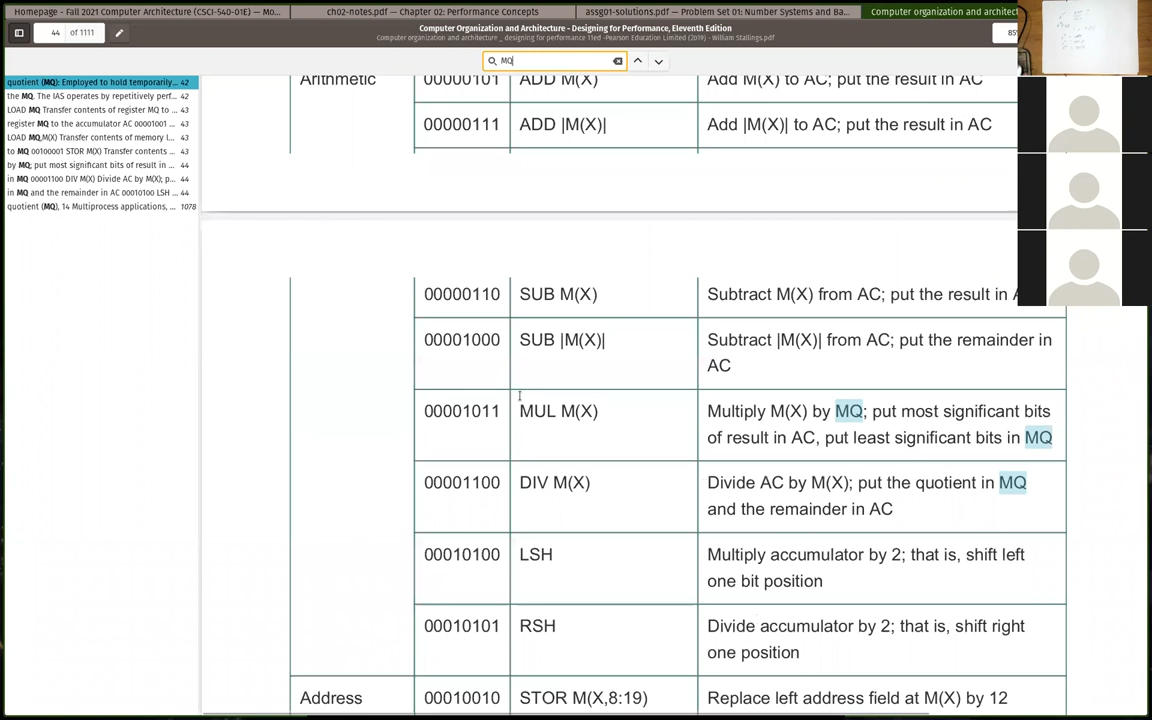 Homepage - Fall 2021 Computer Architecture (CSCI-540-01E) — Mo...
ch02-notes.pdf — Chapter 02: Performance Concepts
assg01-solutions.pdf — Problem Set 01: Number Systems and Ba...
computer organization and architect
44 of 1111
Computer Organization and Architecture - Designing for Performance, Eleventh Edition
Computer organization and architecture _ designing for performance 11ed -Pearson Education Limited (2019) - William Stallings.pdf
85
MQ
quotient (MQ): Employed to hold temporarily... 42
the MQ. The IAS operates by repetitively perf... 42
LOAD MQ Transfer contents of register MQ to ... 43
register MQ to the accumulator AC 00001001 ... 43
LOAD MQ,M(X) Transfer contents of memory l... 43
to MQ 00100001 STOR M(X) Transfer contents ... 43
by MQ; put most significant bits of result in ... 44
in MQ 00001100 DIV M(X) Divide AC by M(X); p... 44
in MQ and the remainder in AC 00010100 LSH ... 44
quotient (MQ), 14 Multiprocess applications, ... 1078
Arithmetic 00000101 ADD M(X) Add M(X) to AC; put the result in AC
00000111 ADD |M(X)| Add |M(X)| to AC; put the result in AC
00000110 SUB M(X) Subtract M(X) from AC; put the result in A
00001000 SUB |M(X)| Subtract |M(X)| from AC; put the remainder in
AC
00001011 MUL M(X) Multiply M(X) by MQ; put most significant bits
of result in AC, put least significant bits in MQ
00001100 DIV M(X) Divide AC by M(X); put the quotient in MQ
and the remainder in AC
00010100 LSH Multiply accumulator by 2; that is, shift left
one bit position
00010101 RSH Divide accumulator by 2; that is, shift right
one position
Address 00010010 STOR M(X,8:19) Replace left address field at M(X) by 12